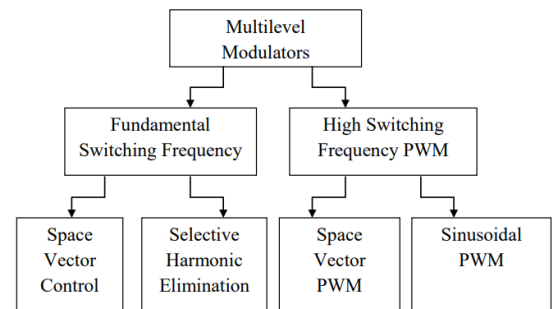 Multilevel
Modulators
Fundamental
Switching Frequency
High Switching
Frequency PWM
Space
Vector
Control
Selective
Harmonic
Elimination
Space
Vector
PWM
Sinusoidal
PWM